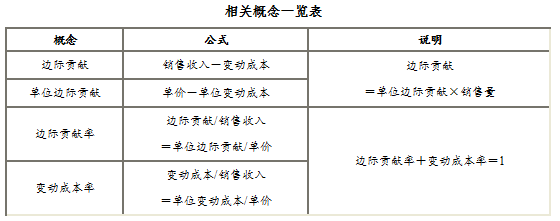 相关概念一览表
概念 公式 说明
边际贡献 销售收入－变动成本
单位边际贡献 单价－单位变动成本
边际贡献
＝单位边际贡献×销售量
边际贡献率
边际贡献/销售收入
＝单位边际贡献/单价
变动成本率
变动成本/销售收入
＝单位变动成本/单价
边际贡献率＋变动成本率＝1